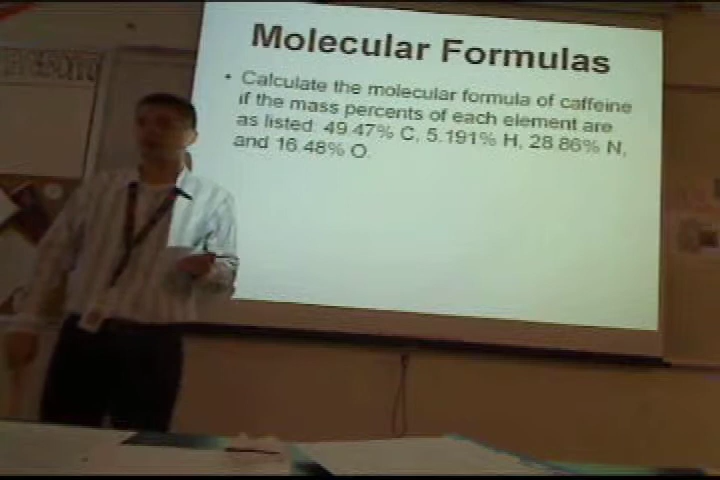 Molecular Formulas
• Calculate the molecular formula of caffeine
if the mass percents of each element are
as listed: 49.47% C, 5.191% H, 28.86% N,
and 16.48% O.